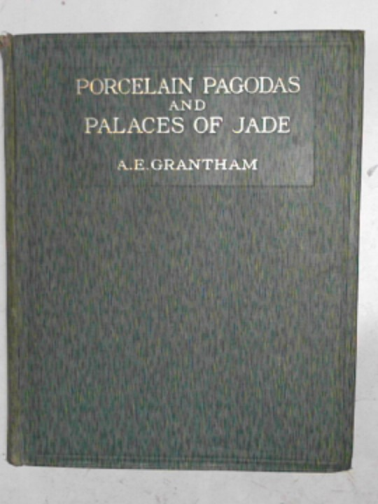 PORCELAIN PAGODAS
AND
PALACES OF JADE
A.E.GRANTHAM